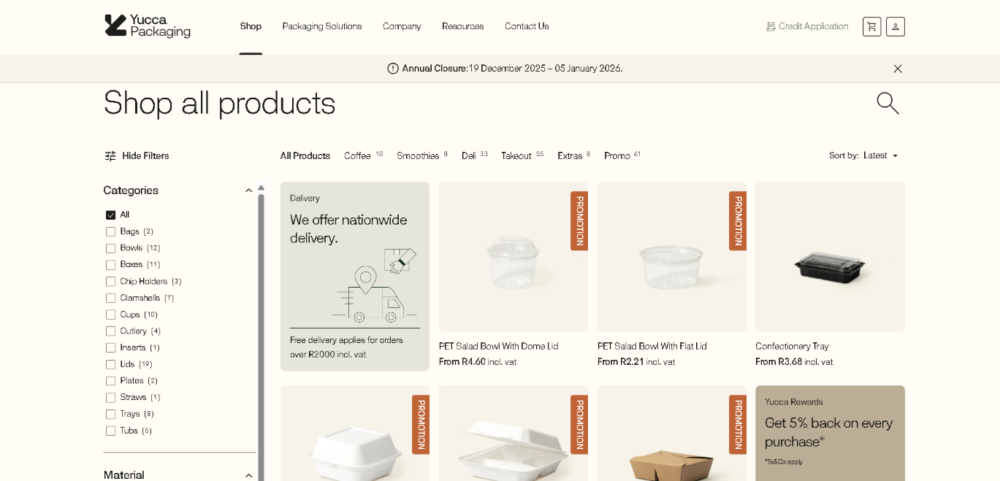 Yucca
Packaging
Shop
Packaging Solutions
Company
Resources
Contact Us
Credit Application
Annual Closure: 19 December 2025 – 05 January 2026.
Shop all products
Hide Filters
All Products
Coffee 10
Smoothies 8
Deli 33
Takeout 55
Extras 8
Promo 61
Sort by: Latest
Categories
All
Bags (2)
Bowls (12)
Boxes (11)
Chip Holders (3)
Clamshells (7)
Cups (10)
Cutlery (4)
Inserts (1)
Lids (19)
Plates (2)
Straws (1)
Trays (8)
Tubs (5)
Material
Delivery
We offer nationwide
delivery.
Free delivery applies for orders
over R2000 incl. vat
PROMOTION
PET Salad Bowl With Dome Lid
From R4.60 incl. vat
PROMOTION
PET Salad Bowl With Flat Lid
From R2.21 incl. vat
Confectionery Tray
From R3.68 incl. vat
PROMOTION
PROMOTION
PROMOTION
Yucca Rewards
Get 5% back on every
purchase*
*Ts&Cs apply